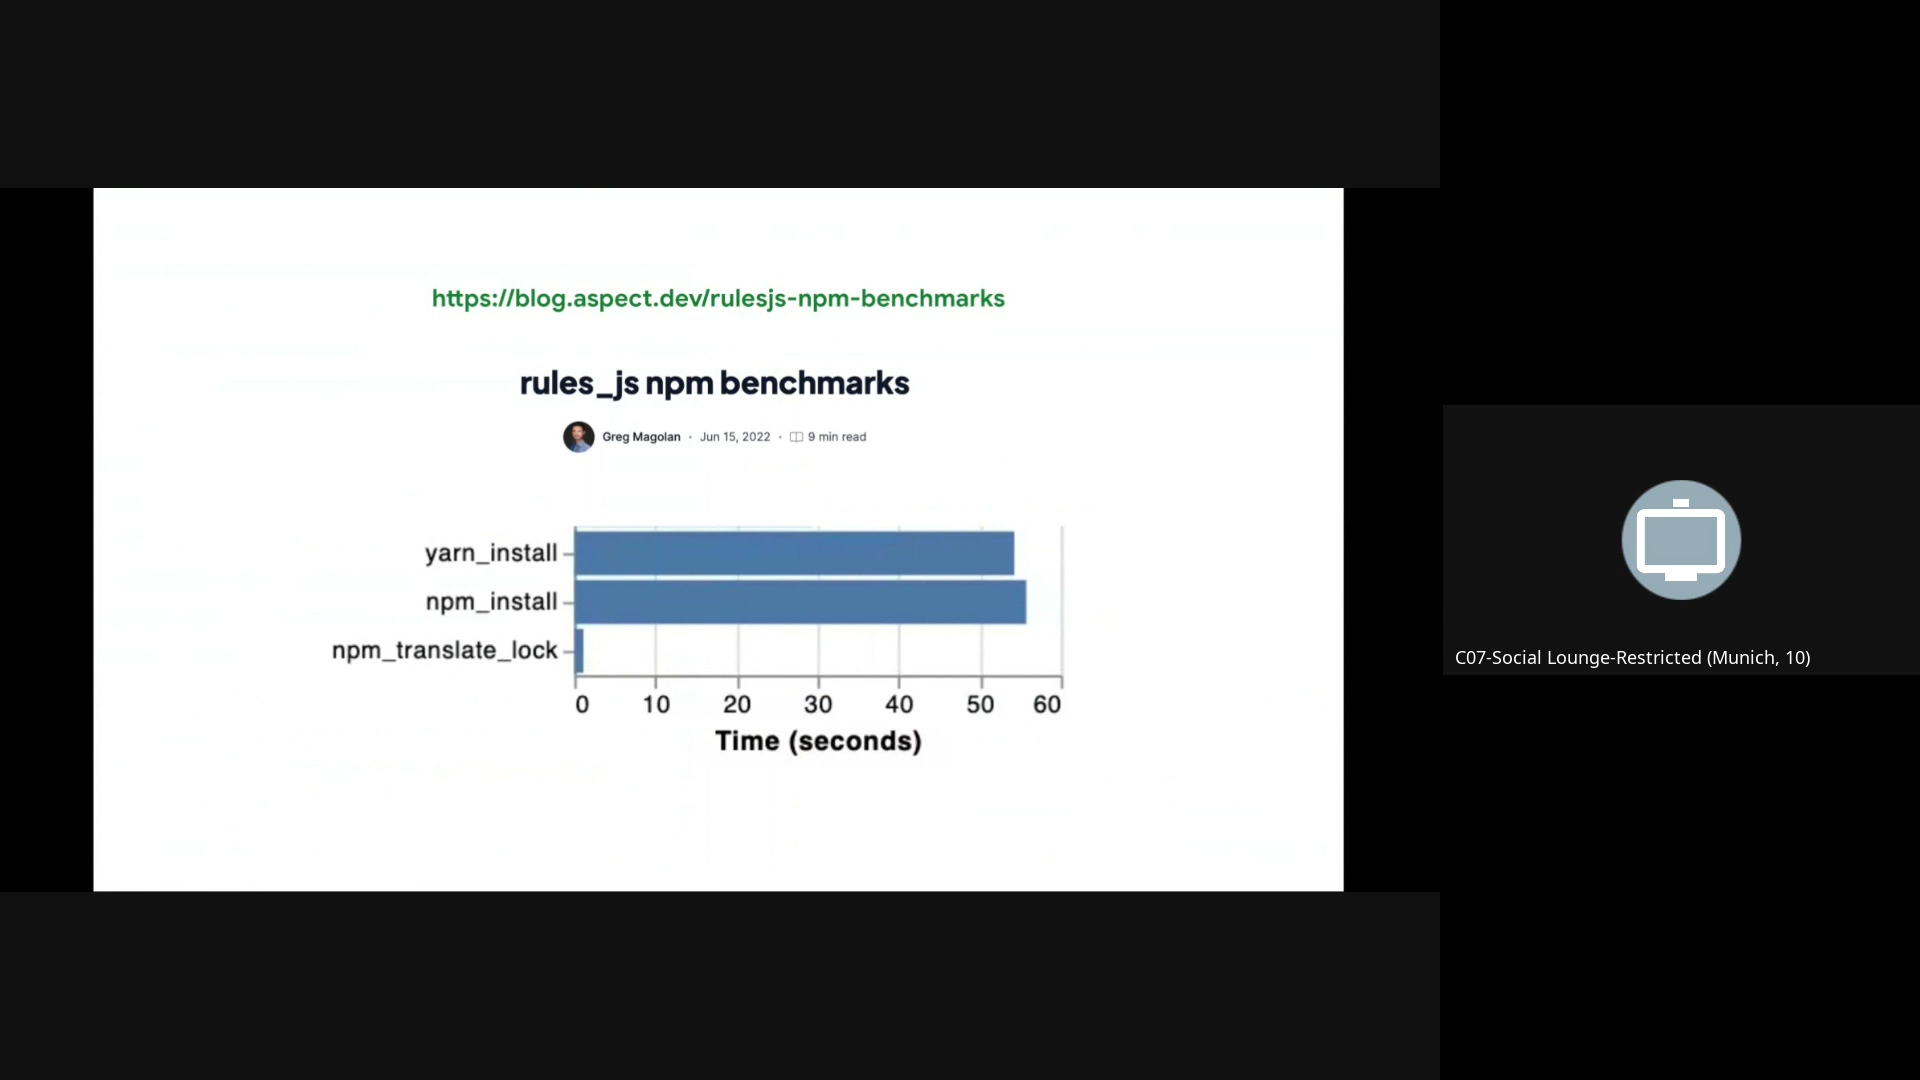 https://blog.aspect.dev/rulesjs-npm-benchmarks
rules_js npm benchmarks
Greg Magolan · Jun 15, 2022 · 9 min read
yarn_install
npm_install
npm_translate_lock
0 10 20 30 40 50 60
Time (seconds)
C07-Social Lounge-Restricted (Munich, 10)